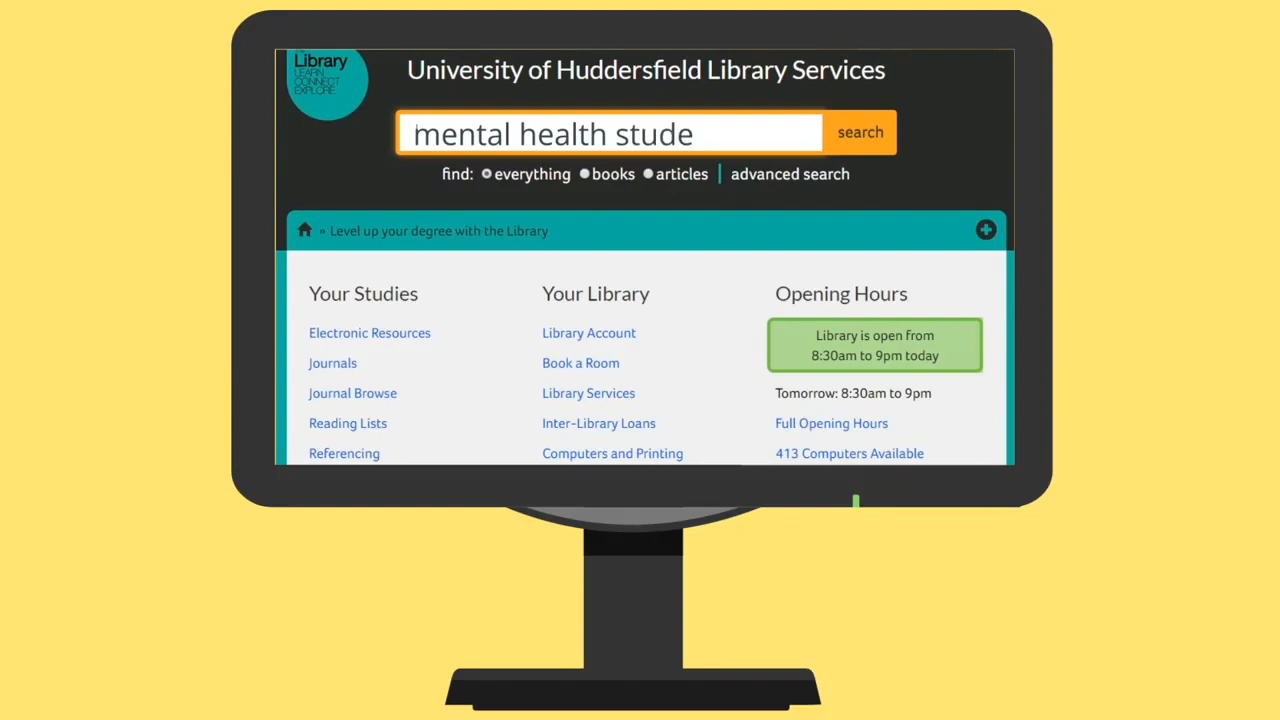 Library
LEARN
CONNECT
EXPLORE.
University of Huddersfield Library Services
mental health stude
search
find: everything books articles advanced search
» Level up your degree with the Library
Your Studies
Electronic Resources
Journals
Journal Browse
Reading Lists
Referencing
Your Library
Library Account
Book a Room
Library Services
Inter-Library Loans
Computers and Printing
Opening Hours
Library is open from
8:30am to 9pm today
Tomorrow: 8:30am to 9pm
Full Opening Hours
413 Computers Available